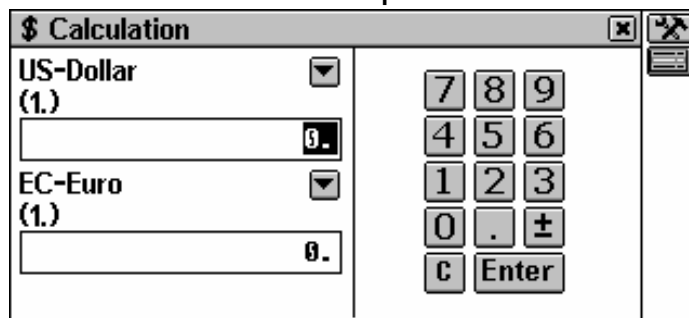 $ Calculation
US-Dollar
(1.)
0.
EC-Euro
(1.)
0.
7 8 9
4 5 6
1 2 3
0 . ±
C Enter